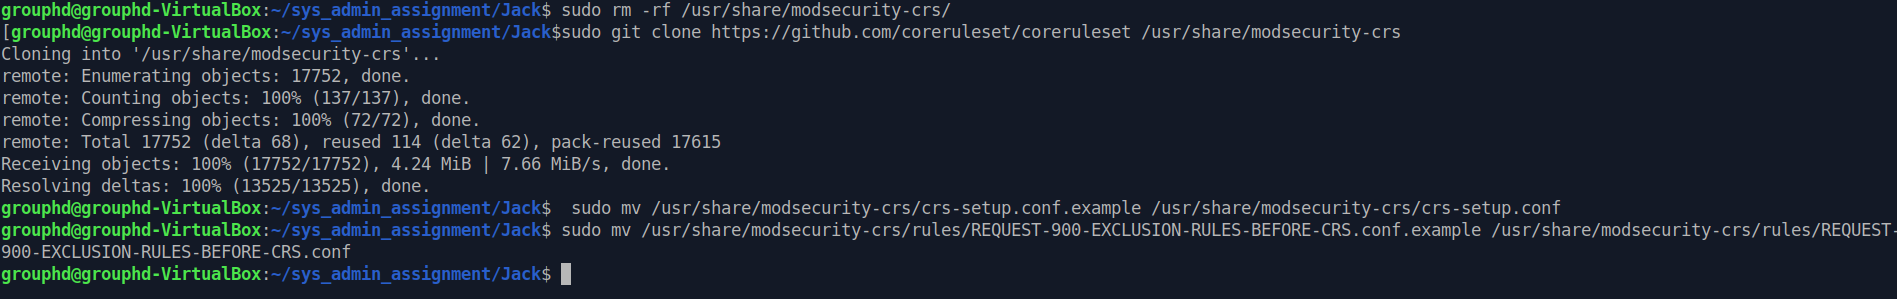 grouphd@grouphd-VirtualBox:~/sys_admin_assignment/Jack$ sudo rm -rf /usr/share/modsecurity-crs/
[grouphd@grouphd-VirtualBox:~/sys_admin_assignment/Jack$sudo git clone https://github.com/coreruleset/coreruleset /usr/share/modsecurity-crs
Cloning into '/usr/share/modsecurity-crs'...
remote: Enumerating objects: 17752, done.
remote: Counting objects: 100% (137/137), done.
remote: Compressing objects: 100% (72/72), done.
remote: Total 17752 (delta 68), reused 114 (delta 62), pack-reused 17615
Receiving objects: 100% (17752/17752), 4.24 MiB | 7.66 MiB/s, done.
Resolving deltas: 100% (13525/13525), done.
grouphd@grouphd-VirtualBox:~/sys_admin_assignment/Jack$  sudo mv /usr/share/modsecurity-crs/crs-setup.conf.example /usr/share/modsecurity-crs/crs-setup.conf
grouphd@grouphd-VirtualBox:~/sys_admin_assignment/Jack$ sudo mv /usr/share/modsecurity-crs/rules/REQUEST-900-EXCLUSION-RULES-BEFORE-CRS.conf.example /usr/share/modsecurity-crs/rules/REQUEST-
900-EXCLUSION-RULES-BEFORE-CRS.conf
grouphd@grouphd-VirtualBox:~/sys_admin_assignment/Jack$